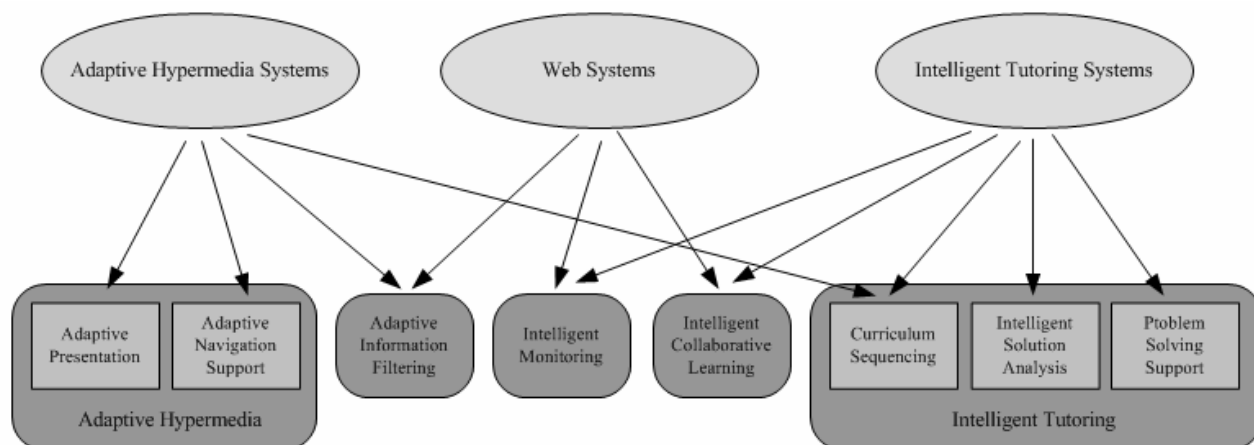 Adaptive Hypermedia Systems
Web Systems
Intelligent Tutoring Systems
Adaptive
Presentation
Adaptive
Navigation
Support
Adaptive Hypermedia
Adaptive
Information
Filtering
Intelligent
Monitoring
Intelligent
Collaborative
Learning
Curriculum
Sequencing
Intelligent
Solution
Analysis
Ptoblem
Solving
Support
Intelligent Tutoring